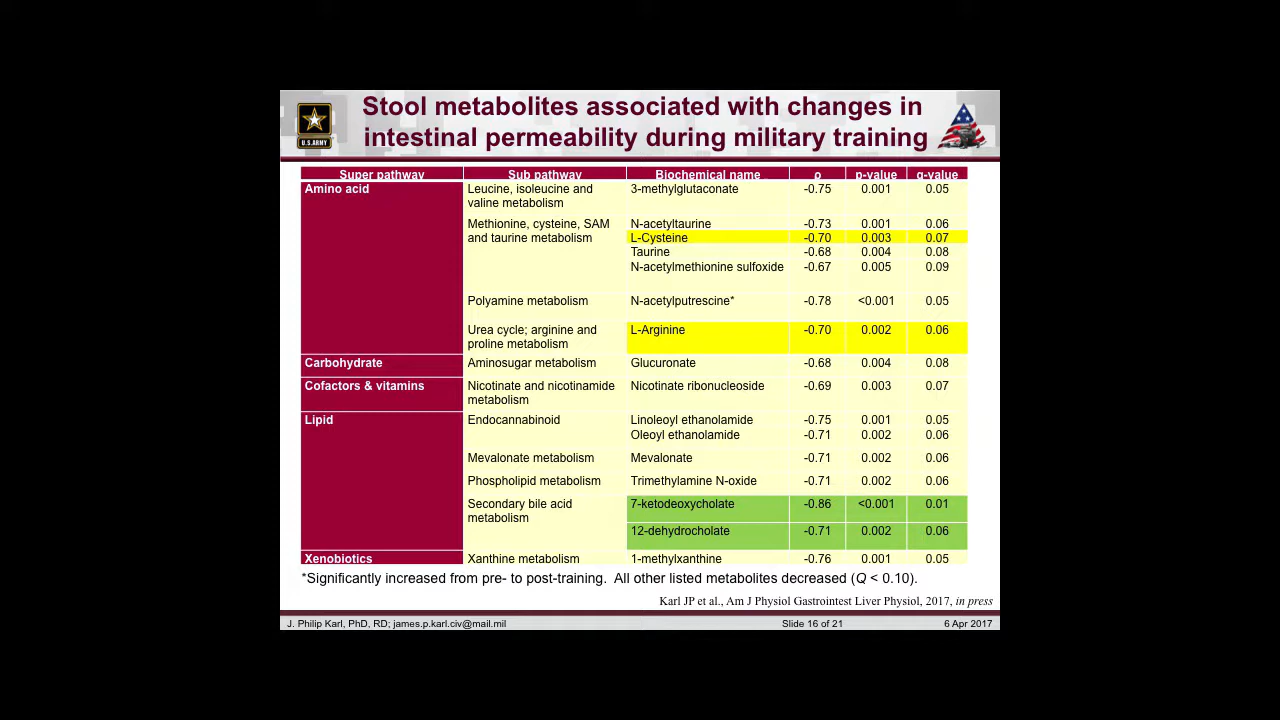 Stool metabolites associated with changes in
intestinal permeability during military training
U.S.ARMY
Super pathway Sub pathway Biochemical name ρ p-value q-value
Amino acid Leucine, isoleucine and 3-methylglutaconate -0.75 0.001 0.05
valine metabolism
Methionine, cysteine, SAM N-acetyltaurine -0.73 0.001 0.06
and taurine metabolism L-Cysteine -0.70 0.003 0.07
Taurine -0.68 0.004 0.08
N-acetylmethionine sulfoxide -0.67 0.005 0.09
Polyamine metabolism N-acetylputrescine* -0.78 <0.001 0.05
Urea cycle; arginine and L-Arginine -0.70 0.002 0.06
proline metabolism
Carbohydrate Aminosugar metabolism Glucuronate -0.68 0.004 0.08
Cofactors & vitamins Nicotinate and nicotinamide Nicotinate ribonucleoside -0.69 0.003 0.07
metabolism
Lipid Endocannabinoid Linoleoyl ethanolamide -0.75 0.001 0.05
Oleoyl ethanolamide -0.71 0.002 0.06
Mevalonate metabolism Mevalonate -0.71 0.002 0.06
Phospholipid metabolism Trimethylamine N-oxide -0.71 0.002 0.06
Secondary bile acid 7-ketodeoxycholate -0.86 <0.001 0.01
metabolism
12-dehydrocholate -0.71 0.002 0.06
Xenobiotics Xanthine metabolism 1-methylxanthine -0.76 0.001 0.05
*Significantly increased from pre- to post-training. All other listed metabolites decreased (Q < 0.10).
Karl JP et al., Am J Physiol Gastrointest Liver Physiol, 2017, in press
J. Philip Karl, PhD, RD; james.p.karl.civ@mail.mil Slide 16 of 21 6 Apr 2017